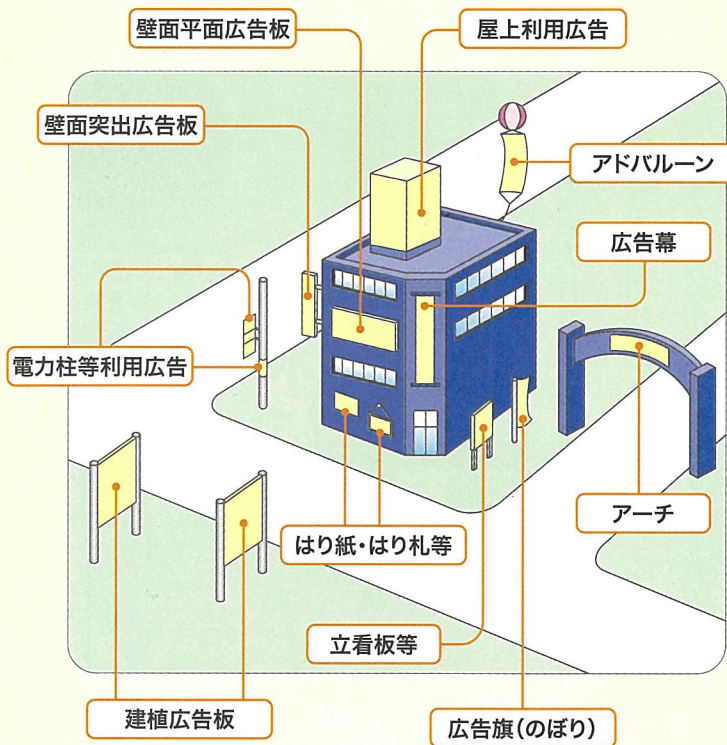 壁面平面広告板
屋上利用広告
壁面突出広告板
アドバルーン
広告幕
電力柱等利用広告
アーチ
はり紙・はり札等
立看板等
建植広告板
広告旗(のぼり)